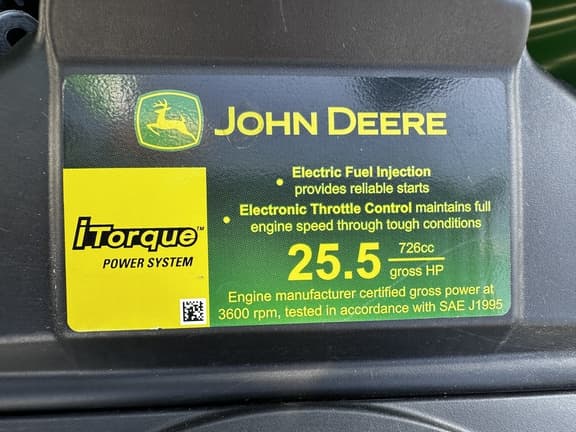 JOHN DEERE
• Electric Fuel Injection
provides reliable starts
• Electronic Throttle Control maintains full
engine speed through tough conditions
iTorque™
POWER SYSTEM
25.5 726cc
gross HP
Engine manufacturer certified gross power at
3600 rpm, tested in accordance with SAE J1995